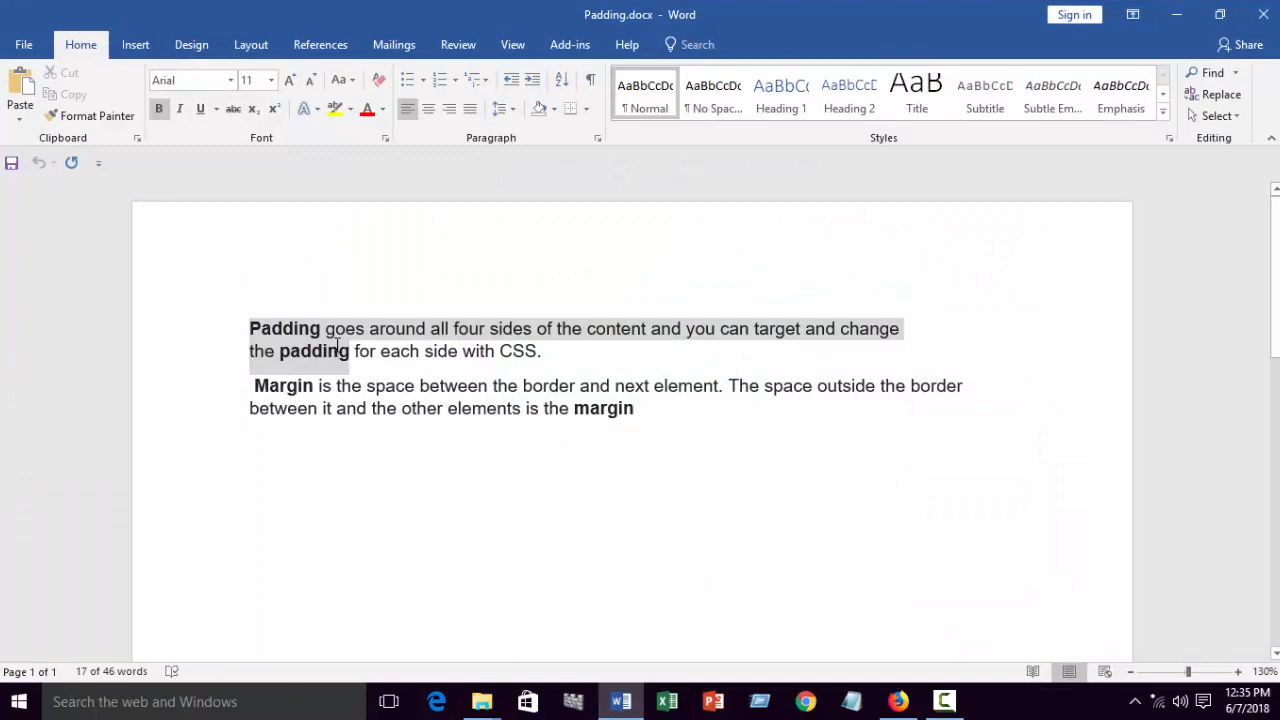 Padding.docx - Word
Sign in
File Home Insert Design Layout References Mailings Review View Add-ins Help Search Share
Cut
Copy
Paste
Format Painter
Clipboard
Arial 11
Font
Paragraph
AaBbCcDc AaBbCcDc AaBbCc AaBbCcD AaB AaBbCcD AaBbCcDc AaBbCcDc
¶ Normal ¶ No Spac... Heading 1 Heading 2 Title Subtitle Subtle Em... Emphasis
Styles
Find
Replace
Select
Editing
Padding goes around all four sides of the content and you can target and change
the padding for each side with CSS.
Margin is the space between the border and next element. The space outside the border
between it and the other elements is the margin
Page 1 of 1 17 of 46 words 130%
Search the web and Windows
12:35 PM
6/7/2018